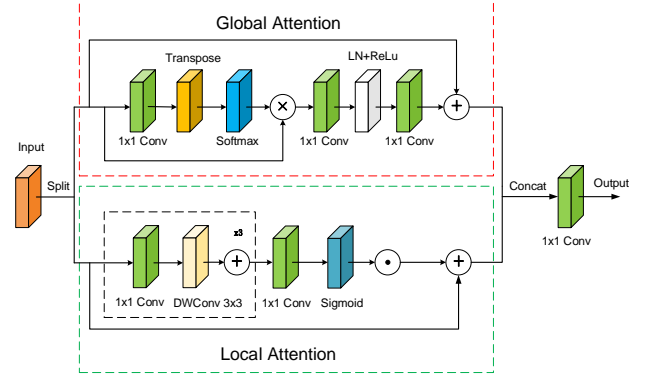 Global Attention
Transpose
LN+ReLu
1x1 Conv
Softmax
1x1 Conv
1x1 Conv
Input
Split
Concat
Output
1x1 Conv
x3
1x1 Conv
DWConv 3x3
1x1 Conv
Sigmoid
Local Attention